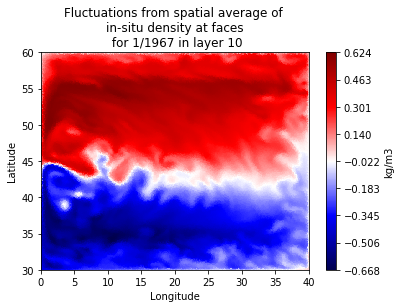 Fluctuations from spatial average of
in-situ density at faces
for 1/1967 in layer 10
60
55
50
45
40
35
30
Latitude
0 5 10 15 20 25 30 35 40
Longitude
0.624
0.463
0.301
0.140
−0.022
−0.183
−0.345
−0.506
−0.668
kg/m3